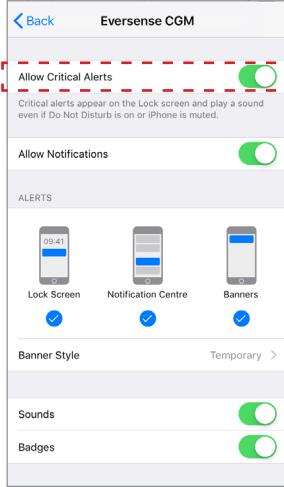 Back Eversense CGM
Allow Critical Alerts
Critical alerts appear on the Lock screen and play a sound
even if Do Not Disturb is on or iPhone is muted.
Allow Notifications
ALERTS
09:41
Lock Screen Notification Centre Banners
Banner Style Temporary
Sounds
Badges